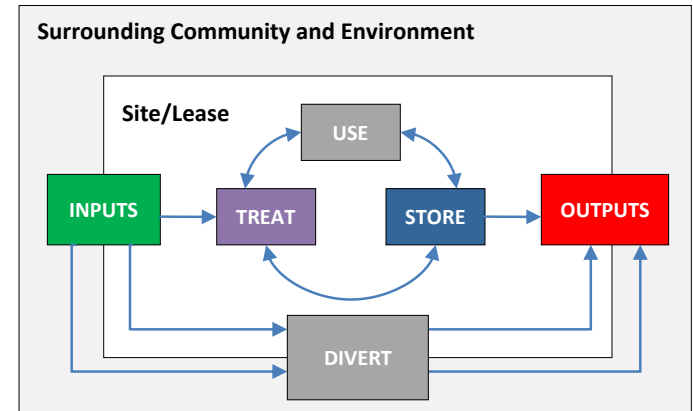 Surrounding Community and Environment
Site/Lease
USE
INPUTS
TREAT
STORE
OUTPUTS
DIVERT